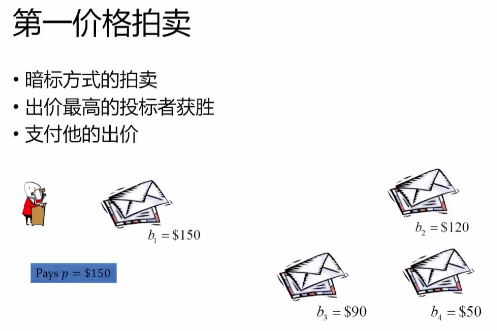 第一价格拍卖
• 暗标方式的拍卖
• 出价最高的投标者获胜
• 支付他的出价
b₁ = $150
b₂ = $120
Pays p = $150
b₃ = $90
b₄ = $50